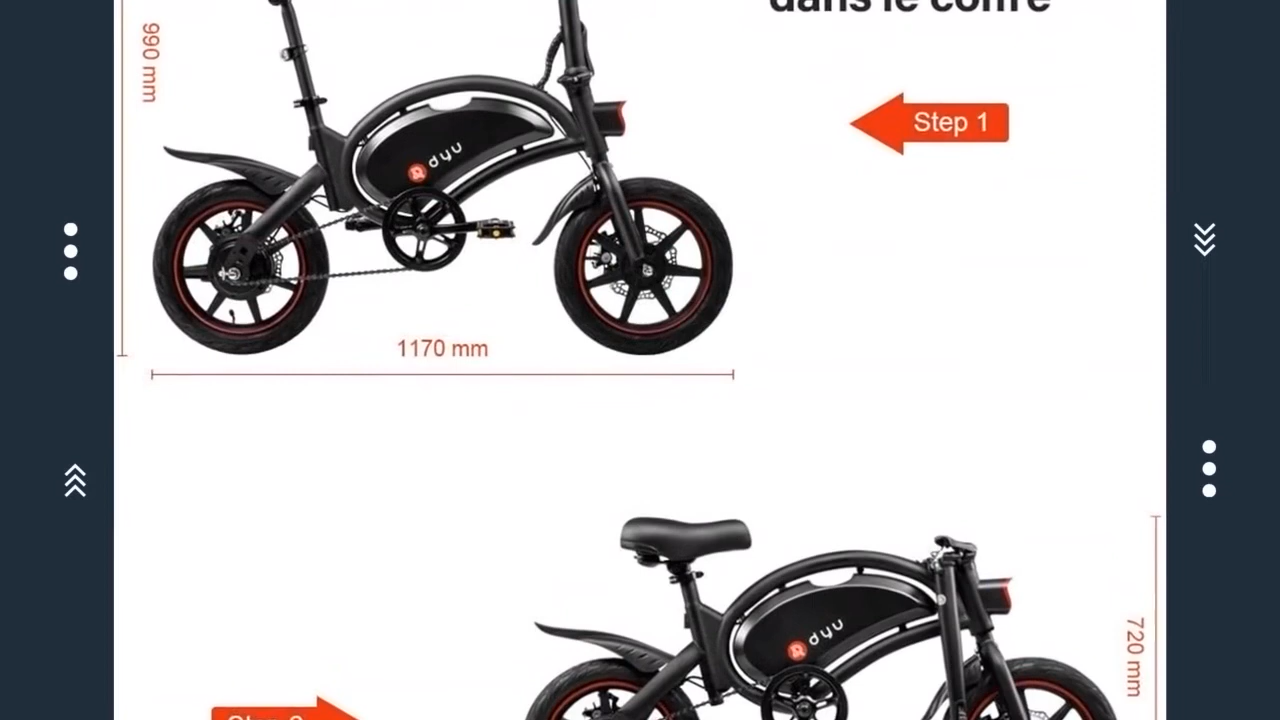 dans le coffre
990 mm
Step 1
dyu
1170 mm
dyu
720 mm